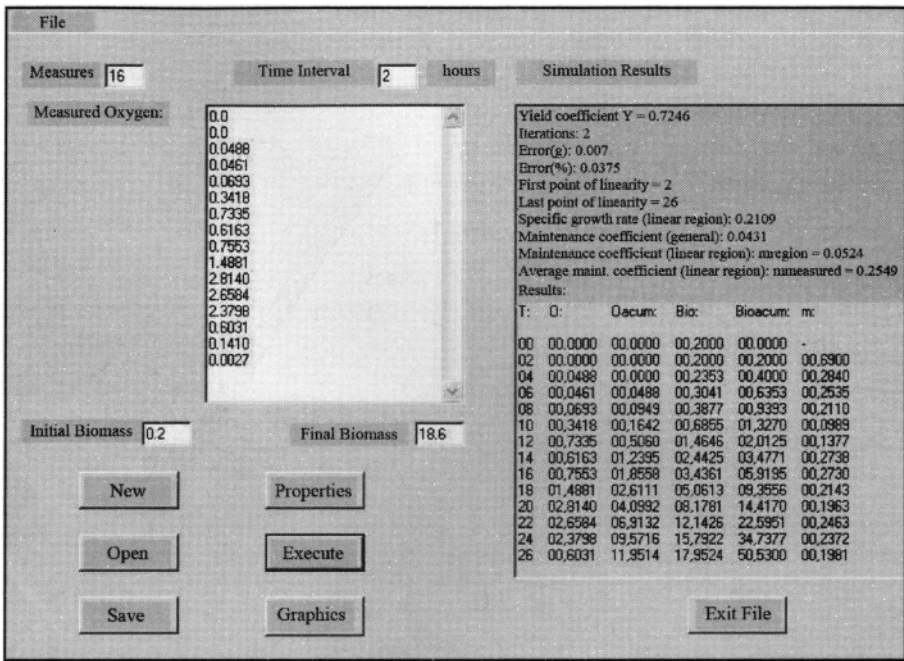 File
Measures 16 Time Interval 2 hours Simulation Results
Measured Oxygen:
0.0
0.0
0.0488
0.0461
0.0693
0.3418
0.7335
0.6163
0.7553
1.4881
2.8140
2.6584
2.3798
0.6031
0.1410
0.0027
Initial Biomass 0.2 Final Biomass 18.6
New Properties
Open Execute
Save Graphics
Yield coefficient Y = 0.7246
Iterations: 2
Error(g): 0.007
Error(%): 0.0375
First point of linearity = 2
Last point of linearity = 26
Specific growth rate (linear region): 0.2109
Maintenance coefficient (general): 0.0431
Maintenance coefficient (linear region): mregion = 0.0524
Average maint. coefficient (linear region): mmeasured = 0.2549
Results:
T: O: Oacum: Bio: Bioacum: m:
00 00,0000 00,0000 00,2000 00,0000 -
02 00,0000 00,0000 00,2000 00,2000 00,6900
04 00,0488 00,0000 00,2353 00,4000 00,2840
06 00,0461 00,0488 00,3041 00,6353 00,2535
08 00,0693 00,0949 00,3877 00,9393 00,2110
10 00,3418 00,1642 00,6855 01,3270 00,0989
12 00,7335 00,5060 01,4646 02,0125 00,1377
14 00,6163 01,2395 02,4425 03,4771 00,2738
16 00,7553 01,8558 03,4361 05,9195 00,2730
18 01,4881 02,6111 05,0613 09,3556 00,2143
20 02,8140 04,0992 08,1781 14,4170 00,1963
22 02,6584 06,9132 12,1426 22,5951 00,2463
24 02,3798 09,5716 15,7922 34,7377 00,2372
26 00,6031 11,9514 17,9524 50,5300 00,1981
Exit File